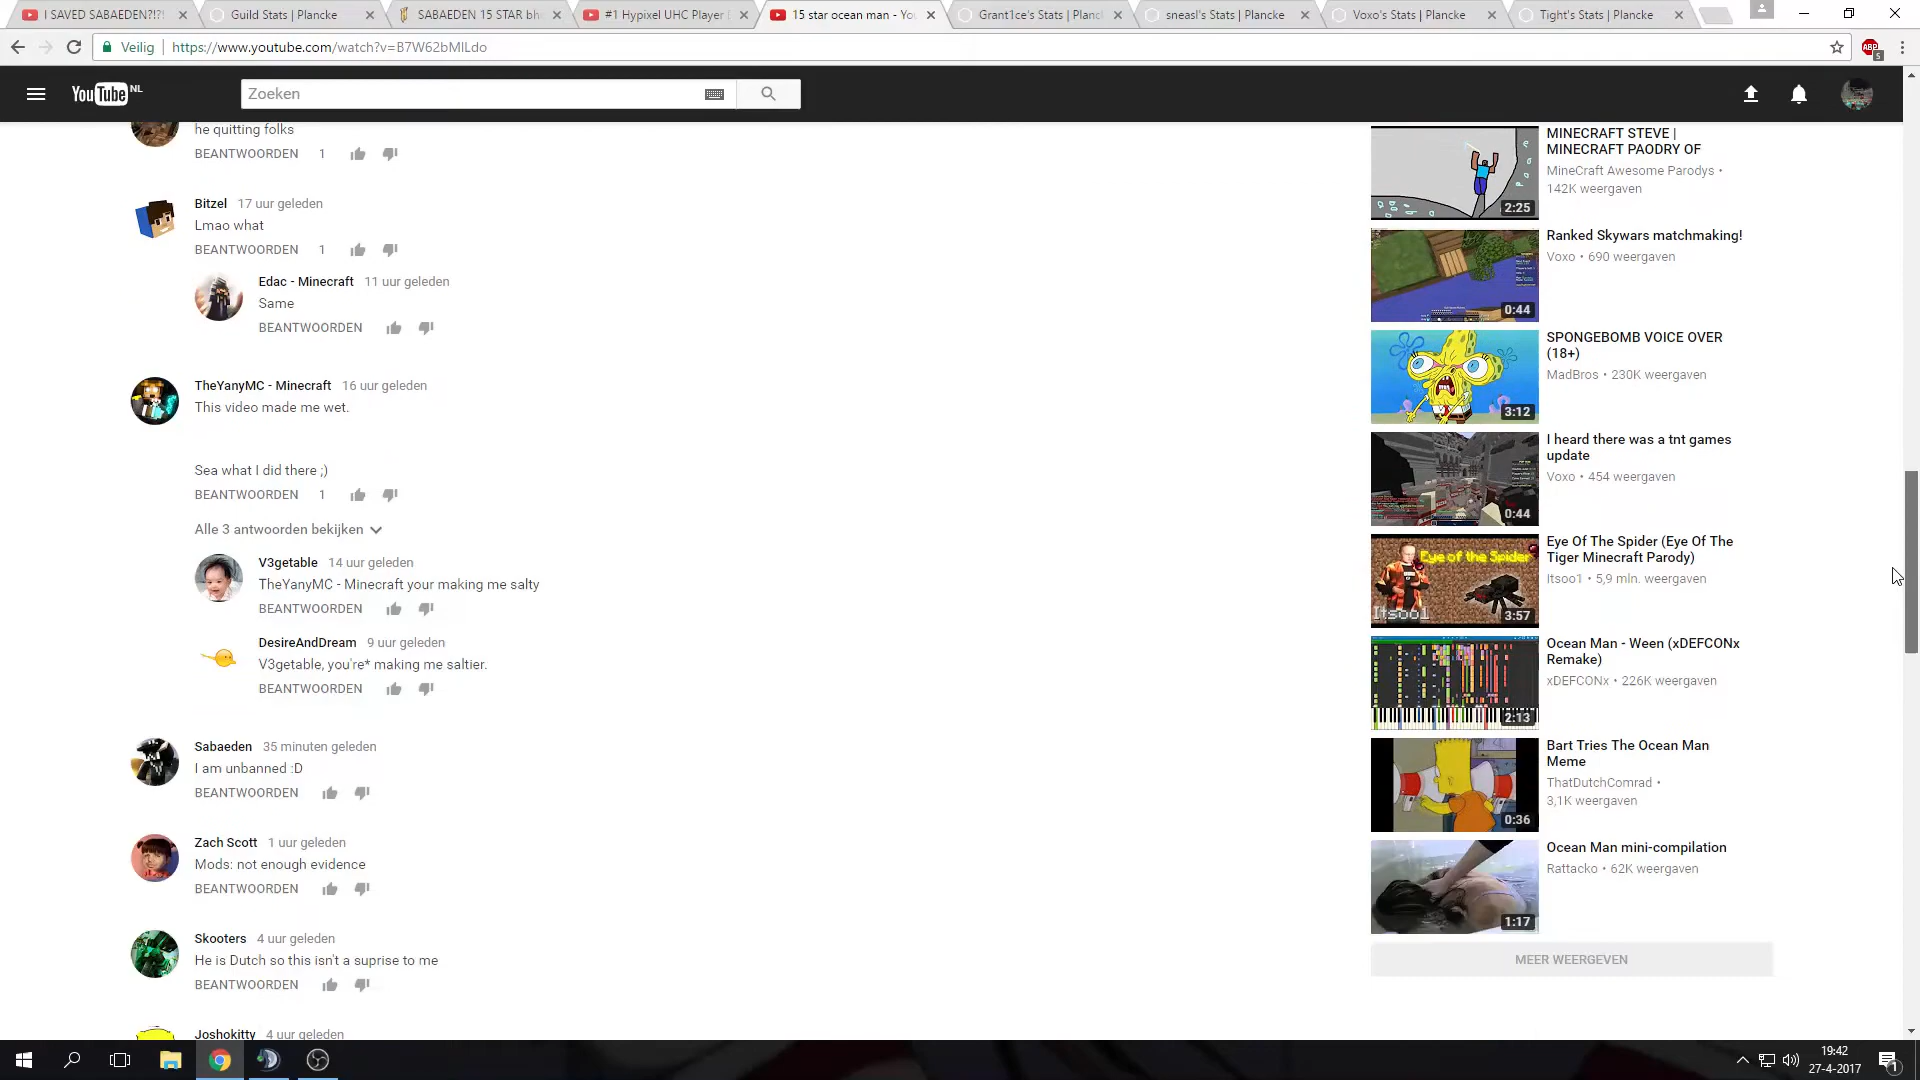 I SAVED SABAEDEN?!?!
Guild Stats | Plancke
SABAEDEN 15 STAR bh
#1 Hypixel UHC Player
15 star ocean man - Yo
Grant1ce's Stats | Planc
sneasl's Stats | Plancke
Voxo's Stats | Plancke
Tight's Stats | Plancke
Veilig
https://www.youtube.com/watch?v=B7W62bMlLdo
ABP
5
YouTube NL
Zoeken
he quitting folks
BEANTWOORDEN 1
Bitzel 17 uur geleden
Lmao what
BEANTWOORDEN 1
Edac - Minecraft 11 uur geleden
Same
BEANTWOORDEN
TheYanyMC - Minecraft 16 uur geleden
This video made me wet.
Sea what I did there ;)
BEANTWOORDEN 1
Alle 3 antwoorden bekijken
V3getable 14 uur geleden
TheYanyMC - Minecraft your making me salty
BEANTWOORDEN
DesireAndDream 9 uur geleden
V3getable, you're* making me saltier.
BEANTWOORDEN
Sabaeden 35 minuten geleden
I am unbanned :D
BEANTWOORDEN
Zach Scott 1 uur geleden
Mods: not enough evidence
BEANTWOORDEN
Skooters 4 uur geleden
He is Dutch so this isn't a suprise to me
BEANTWOORDEN
Joshokitty 4 uur geleden
MINECRAFT STEVE |
MINECRAFT PAODRY OF
MineCraft Awesome Parodys •
142K weergaven
2:25
Ranked Skywars matchmaking!
Voxo • 690 weergaven
0:44
SPONGEBOMB VOICE OVER
(18+)
MadBros • 230K weergaven
3:12
I heard there was a tnt games
update
Voxo • 454 weergaven
0:44
Eye of the Spider
Itsoo1
Eye Of The Spider (Eye Of The
Tiger Minecraft Parody)
Itsoo1 • 5,9 mln. weergaven
3:57
Ocean Man - Ween (xDEFCONx
Remake)
xDEFCONx • 226K weergaven
2:13
Bart Tries The Ocean Man
Meme
ThatDutchComrad •
3,1K weergaven
0:36
Ocean Man mini-compilation
Rattacko • 62K weergaven
1:17
MEER WEERGEVEN
19:42
27-4-2017
1